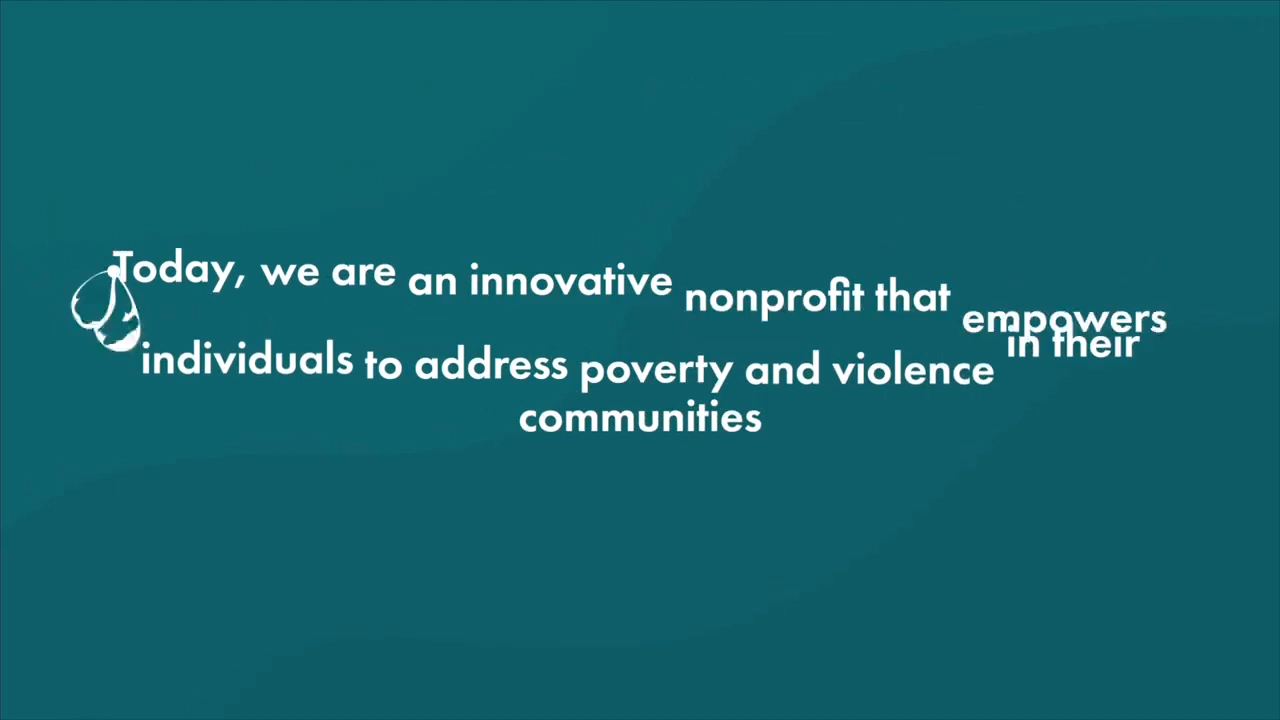 Today, we are an innovative nonprofit that empowers
individuals to address poverty and violence in their
communities